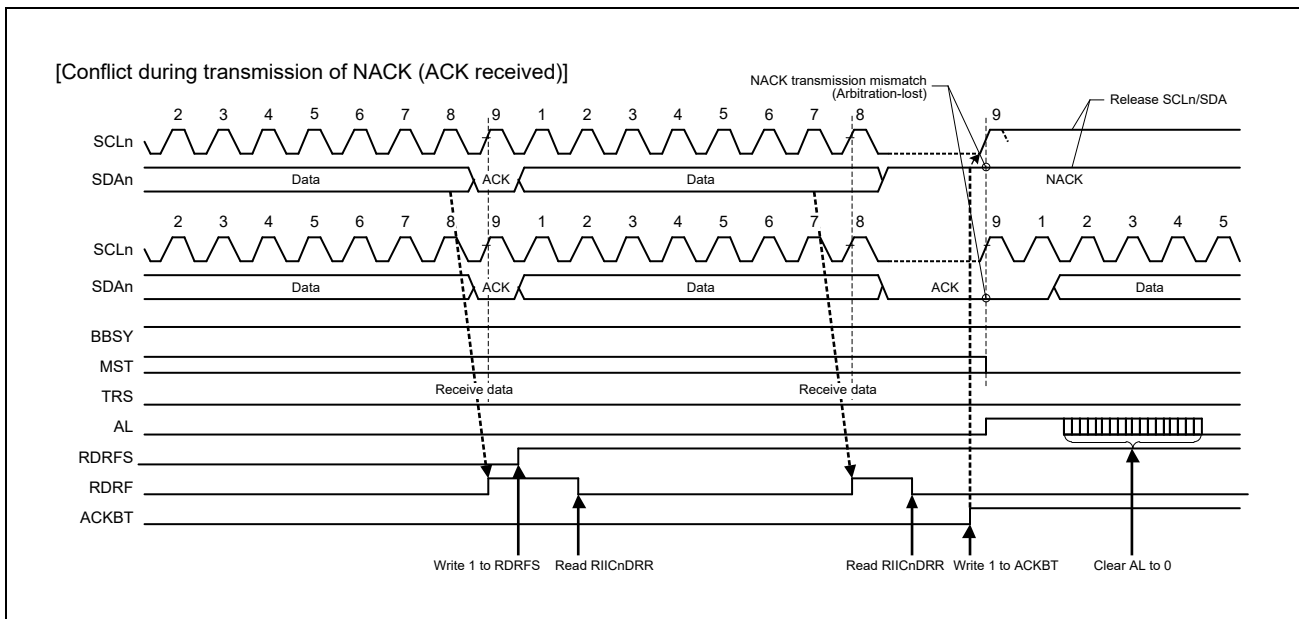 [Conflict during transmission of NACK (ACK received)]
NACK transmission mismatch
(Arbitration-lost)
Release SCLn/SDA
2 3 4 5 6 7 8 9 1 2 3 4 5 6 7 8 9
SCLn
SDAn Data ACK Data NACK
2 3 4 5 6 7 8 9 1 2 3 4 5 6 7 8 9 1 2 3 4 5
SCLn
SDAn Data ACK Data ACK Data
BBSY
MST
Receive data Receive data
TRS
AL
RDRFS
RDRF
ACKBT
Write 1 to RDRFS Read RIICnDRR Read RIICnDRR Write 1 to ACKBT Clear AL to 0